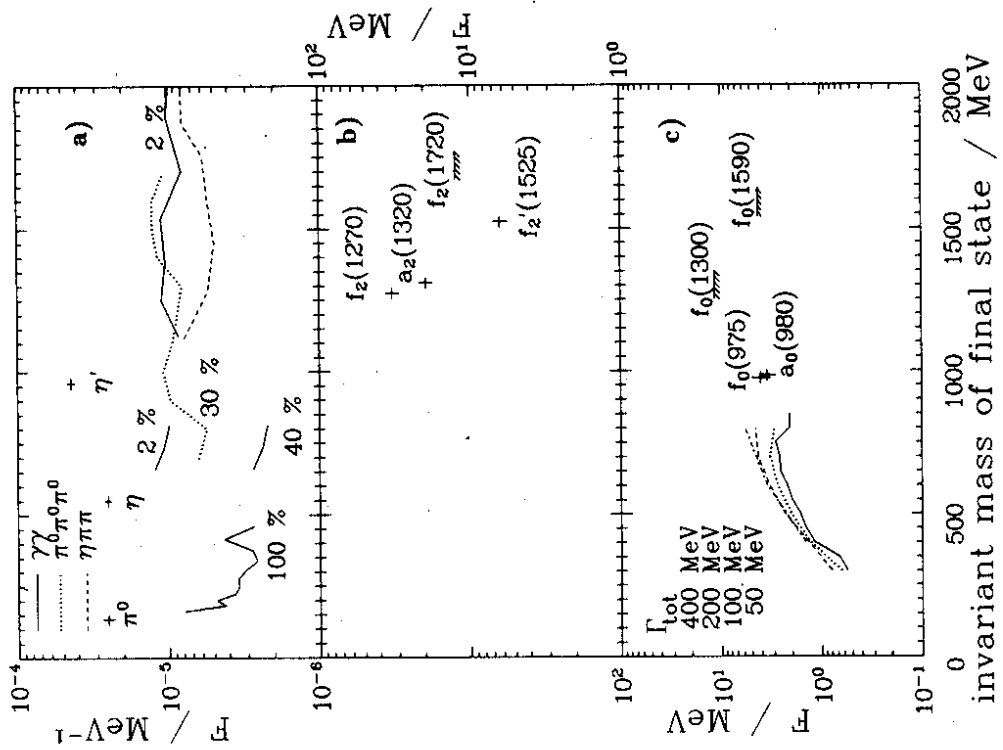 a)
γγ
π⁰π⁰π⁰
ηππ
π⁰
η
η'
100 %
40 %
2 %
30 %
2 %
10⁻⁴
10⁻⁵
10⁻⁶
F / MeV⁻¹
b)
f₂(1270)
a₂(1320)
f₂(1720)
f₂'(1525)
10²
10¹
10⁰
F / MeV
c)
Γtot
400 MeV
200 MeV
100 MeV
50 MeV
f₀(975)
a₀(980)
f₀(1300)
f₀(1590)
10²
10¹
10⁰
10⁻¹
F / MeV
0 500 1000 1500 2000
invariant mass of final state / MeV